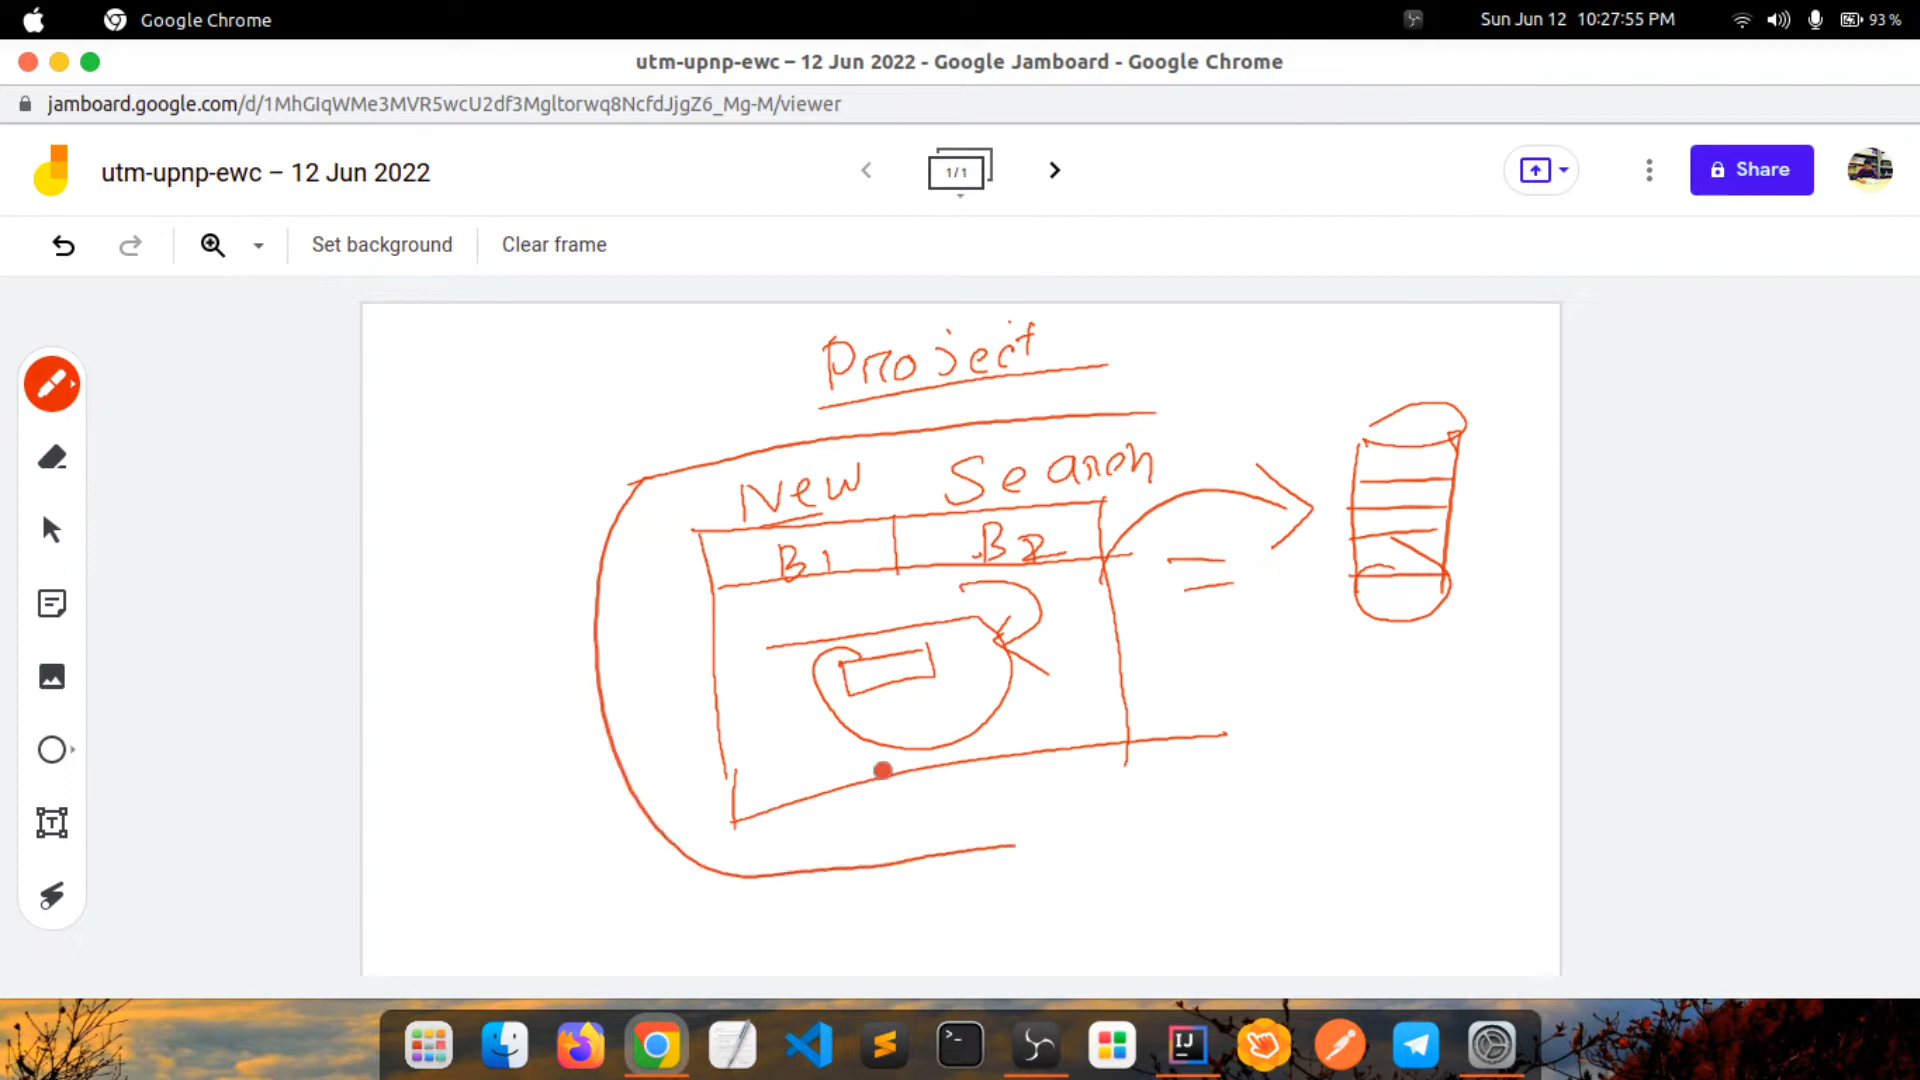 Google Chrome
Sun Jun 12 10:27:55 PM
93 %
utm-upnp-ewc – 12 Jun 2022 - Google Jamboard - Google Chrome
jamboard.google.com/d/1MhGIqWMe3MVR5wcU2df3Mgltorwq8NcfdJjgZ6_Mg-M/viewer
utm-upnp-ewc – 12 Jun 2022
1/1
Share
Set background
Clear frame
Project
New Search
B1 B2
T
>_
IJ